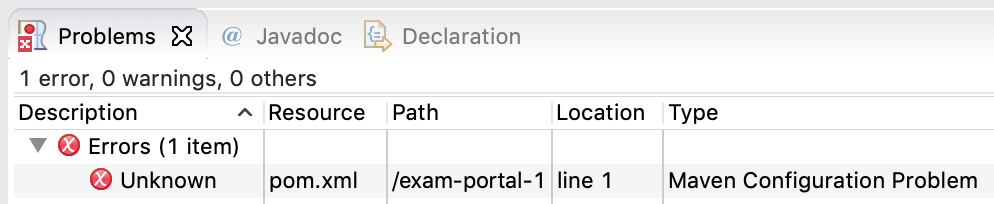 Problems @ Javadoc Declaration
1 error, 0 warnings, 0 others
Description Resource Path Location Type
Errors (1 item)
Unknown pom.xml /exam-portal-1 line 1 Maven Configuration Problem